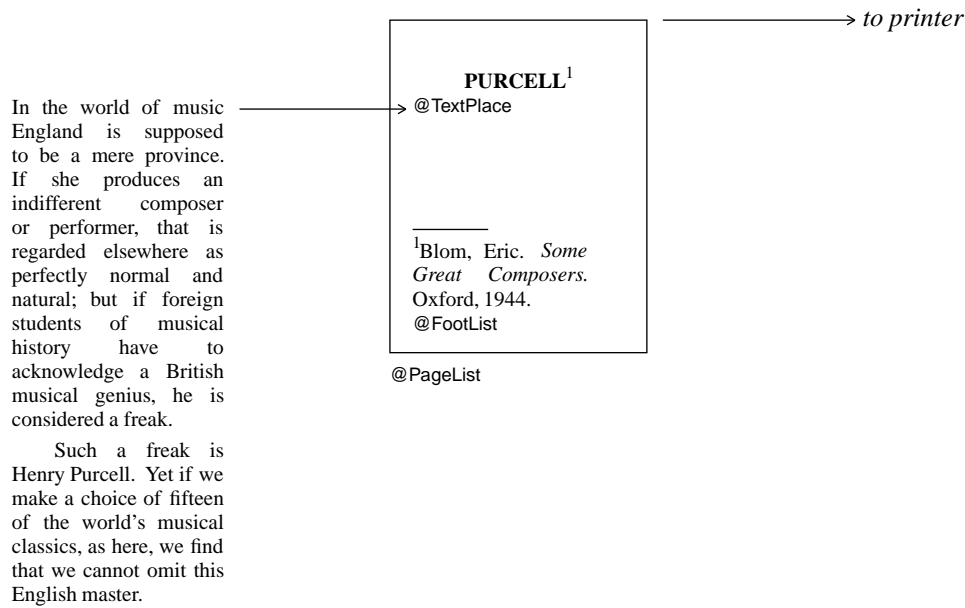 to printer
PURCELL1
@TextPlace
In the world of music
England is supposed
to be a mere province.
If she produces an
indifferent composer
or performer, that is
regarded elsewhere as
perfectly normal and
natural; but if foreign
students of musical
history have to
acknowledge a British
musical genius, he is
considered a freak.
Such a freak is
Henry Purcell. Yet if we
make a choice of fifteen
of the world's musical
classics, as here, we find
that we cannot omit this
English master.
1Blom, Eric. Some
Great Composers.
Oxford, 1944.
@FootList
@PageList